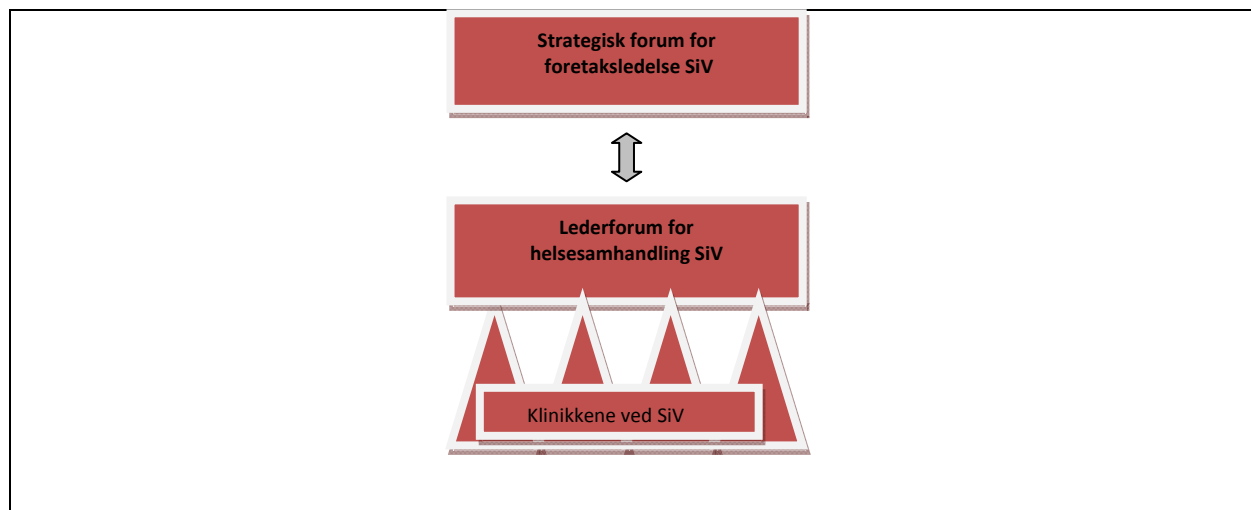 Strategisk forum for
foretaksledelse SiV
Lederforum for
helsesamhandling SiV
Klinikkene ved SiV